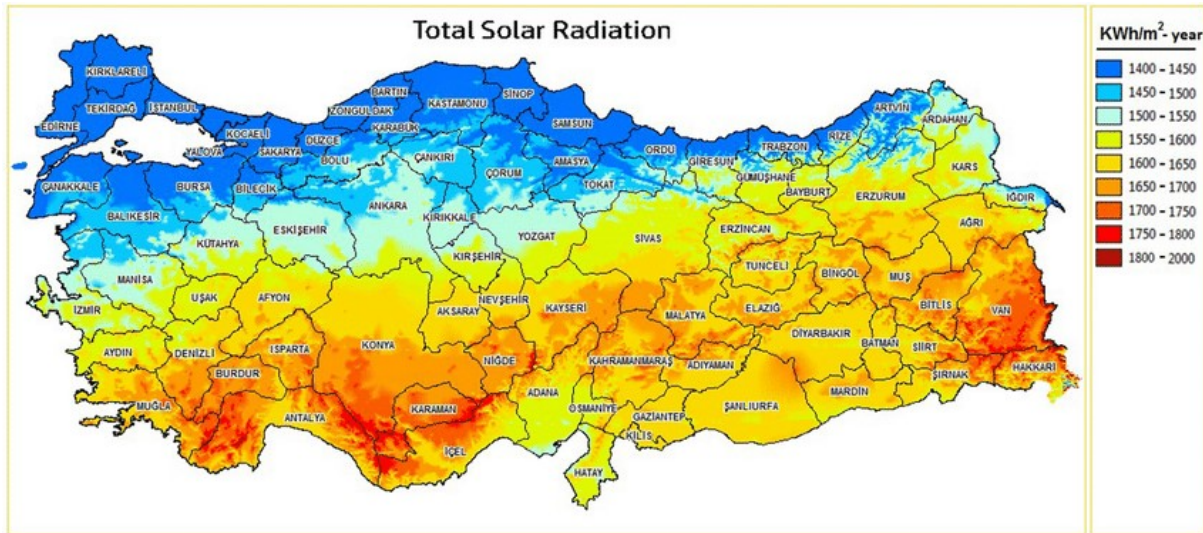 Total Solar Radiation
KIRKLARELİ
TEKİRDAĞ
İSTANBUL
EDİRNE
KOCAELİ
YALOVA
SAKARYA
DÜZCE
ZONGULDAK
BARTIN
KARABÜK
KASTAMONU
SİNOP
SAMSUN
BOLU
ÇANKIRI
ÇORUM
AMASYA
TOKAT
ORDU
GİRESUN
TRABZON
RİZE
ARTVİN
ARDAHAN
KARS
GÜMÜŞHANE
BAYBURT
ERZURUM
IĞDIR
AĞRI
ÇANAKKALE
BURSA
BİLECİK
BALIKEŞİR
KÜTAHYA
ESKİŞEHİR
ANKARA
KIRIKKALE
YOZGAT
KIRŞEHİR
SİVAS
ERZİNCAN
TUNCELİ
BİNGÖL
MUŞ
BİTLİS
VAN
MANİSA
İZMİR
UŞAK
AFYON
AKSARAY
NEVŞEHİR
KAYSERİ
MALATYA
ELAZIĞ
DİYARBAKIR
BATMAN
SİİRT
ŞIRNAK
HAKKARİ
AYDIN
DENİZLİ
ISPARTA
BURDUR
KONYA
NİĞDE
KAHRAMANMARAŞ
ADIYAMAN
MARDİN
MUĞLA
ANTALYA
KARAMAN
İÇEL
ADANA
OSMANİYE
GAZİANTEP
KİLİS
ŞANLIURFA
HATAY
KWh/m²- year
1400 - 1450
1450 - 1500
1500 - 1550
1550 - 1600
1600 - 1650
1650 - 1700
1700 - 1750
1750 - 1800
1800 - 2000